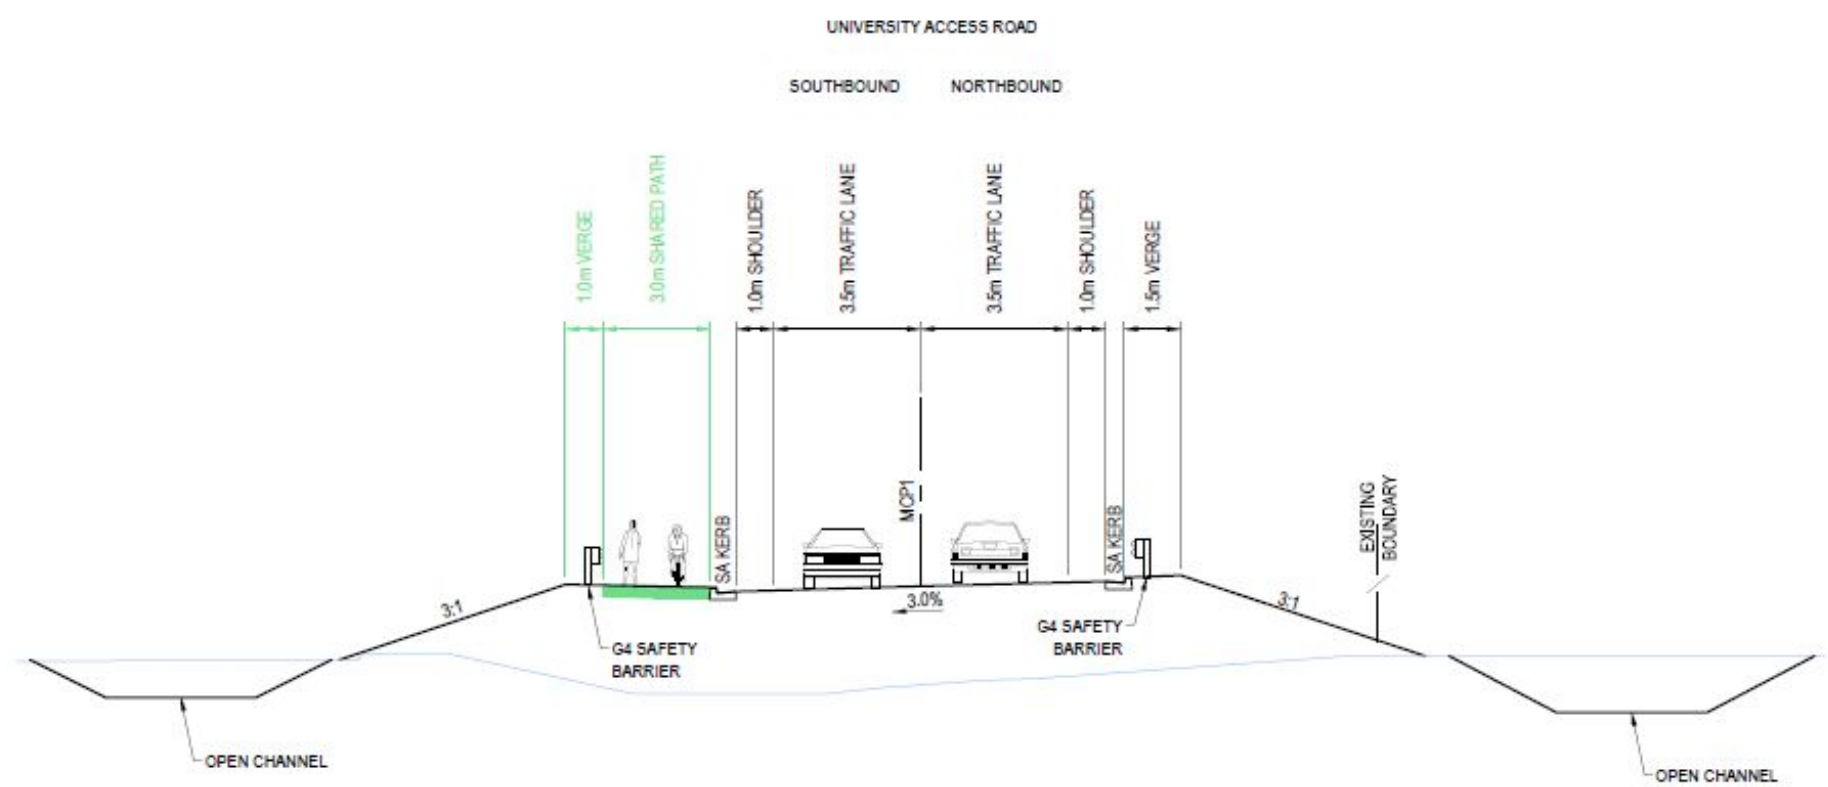 UNIVERSITY ACCESS ROAD
SOUTHBOUND
NORTHBOUND
1.0m VERGE
3.0m SHARED PATH
1.0m SHOULDER
3.5m TRAFFIC LANE
3.5m TRAFFIC LANE
1.0m SHOULDER
1.5m VERGE
SA KERB
MCP1
SA KERB
EXISTING
BOUNDARY
3:1
3.0%
3:1
G4 SAFETY
BARRIER
G4 SAFETY
BARRIER
OPEN CHANNEL
OPEN CHANNEL